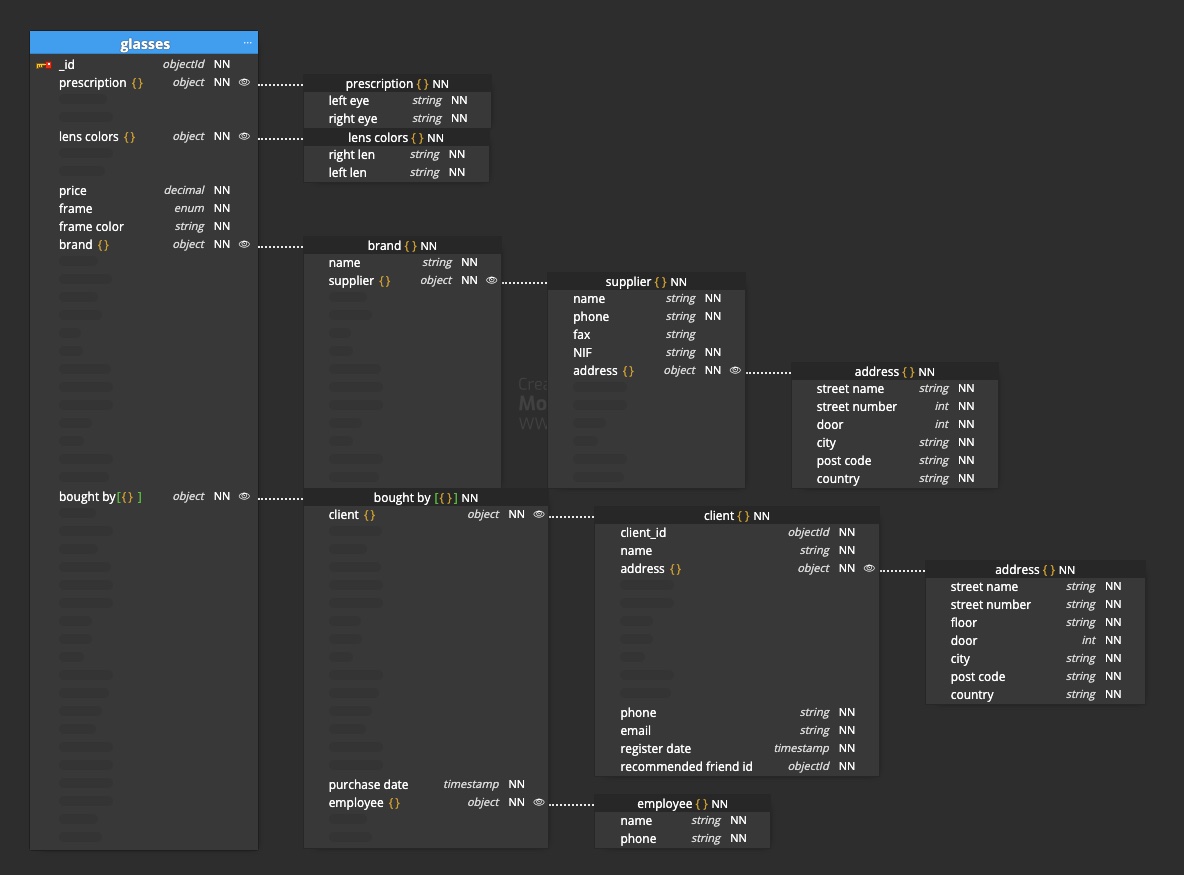 glasses ...
_id objectId NN
prescription {} object NN
lens colors {} object NN
price decimal NN
frame enum NN
frame color string NN
brand {} object NN
bought by[{} ] object NN
prescription {} NN
left eye string NN
right eye string NN
lens colors {} NN
right len string NN
left len string NN
brand {} NN
name string NN
supplier {} object NN
supplier {} NN
name string NN
phone string NN
fax string
NIF string NN
address {} object NN
address {} NN
street name string NN
street number int NN
door int NN
city string NN
post code string NN
country string NN
bought by [{}] NN
client {} object NN
purchase date timestamp NN
employee {} object NN
client {} NN
client_id objectId NN
name string NN
address {} object NN
phone string NN
email string NN
register date timestamp NN
recommended friend id objectId NN
address {} NN
street name string NN
street number string NN
floor string NN
door int NN
city string NN
post code string NN
country string NN
employee {} NN
name string NN
phone string NN